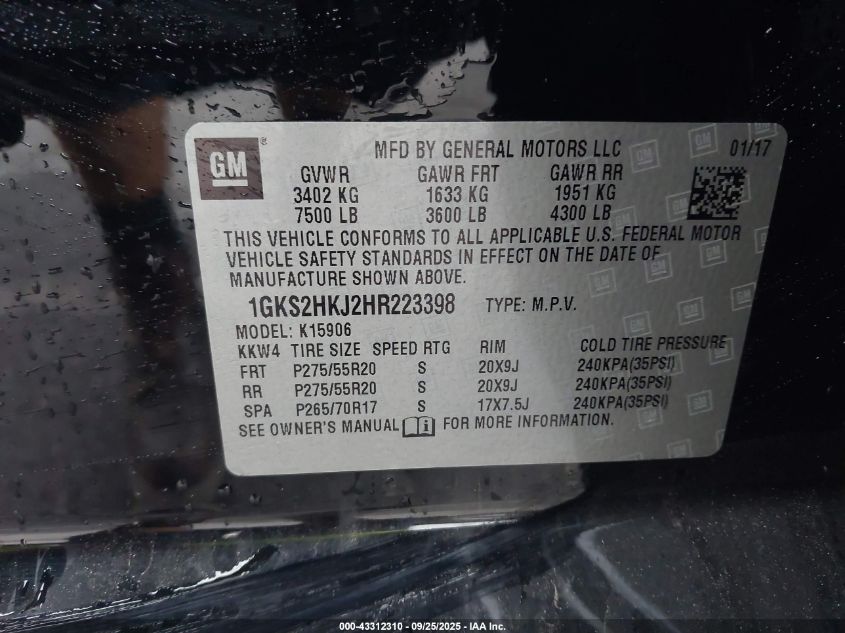 GM ® MFD BY GENERAL MOTORS LLC 01/17
GVWR GAWR FRT GAWR RR
3402 KG 1633 KG 1951 KG
7500 LB 3600 LB 4300 LB
THIS VEHICLE CONFORMS TO ALL APPLICABLE U.S. FEDERAL MOTOR
VEHICLE SAFETY STANDARDS IN EFFECT ON THE DATE OF
MANUFACTURE SHOWN ABOVE.
1GKS2HKJ2HR223398 TYPE: M.P.V.
MODEL: K15906
KKW4 TIRE SIZE SPEED RTG RIM COLD TIRE PRESSURE
FRT P275/55R20 S 20X9J 240KPA(35PSI)
RR P275/55R20 S 20X9J 240KPA(35PSI)
SPA P265/70R17 S 17X7.5J 240KPA(35PSI)
SEE OWNER'S MANUAL i FOR MORE INFORMATION.
000-43312310 - 09/25/2025 - IAA Inc.